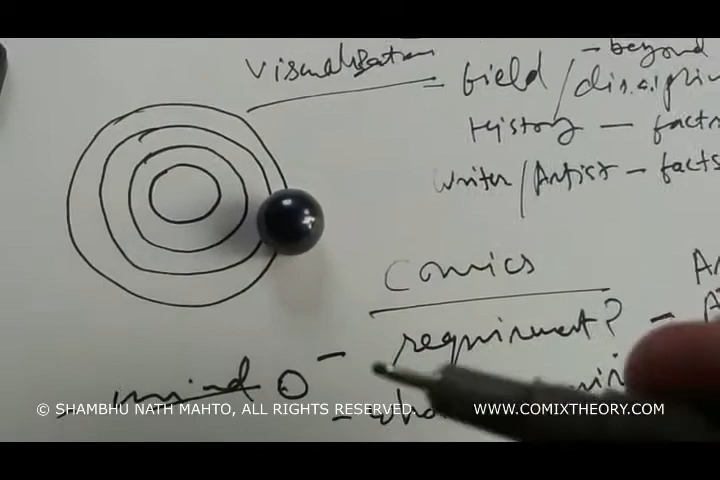 Visualisation
- beyond
= field / discipline
History — facts
Writer/Artist — facts
Comics
requirement? —
mind O —
© SHAMBHU NATH MAHTO, ALL RIGHTS RESERVED. WWW.COMIXTHEORY.COM